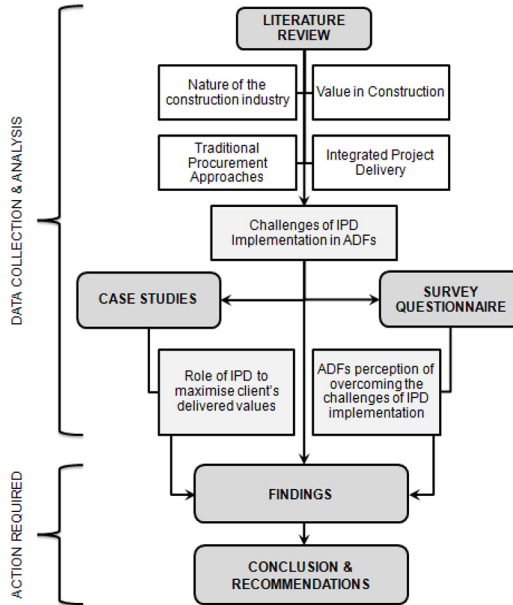 LITERATURE
REVIEW
Nature of the
construction industry
Value in Construction
Traditional
Procurement
Approaches
Integrated Project
Delivery
Challenges of IPD
Implementation in ADFs
CASE STUDIES
SURVEY
QUESTIONNAIRE
Role of IPD to
maximise client's
delivered values
ADFs perception of
overcoming the
challenges of IPD
implementation
FINDINGS
CONCLUSION &
RECOMMENDATIONS
DATA COLLECTION & ANALYSIS
ACTION REQUIRED